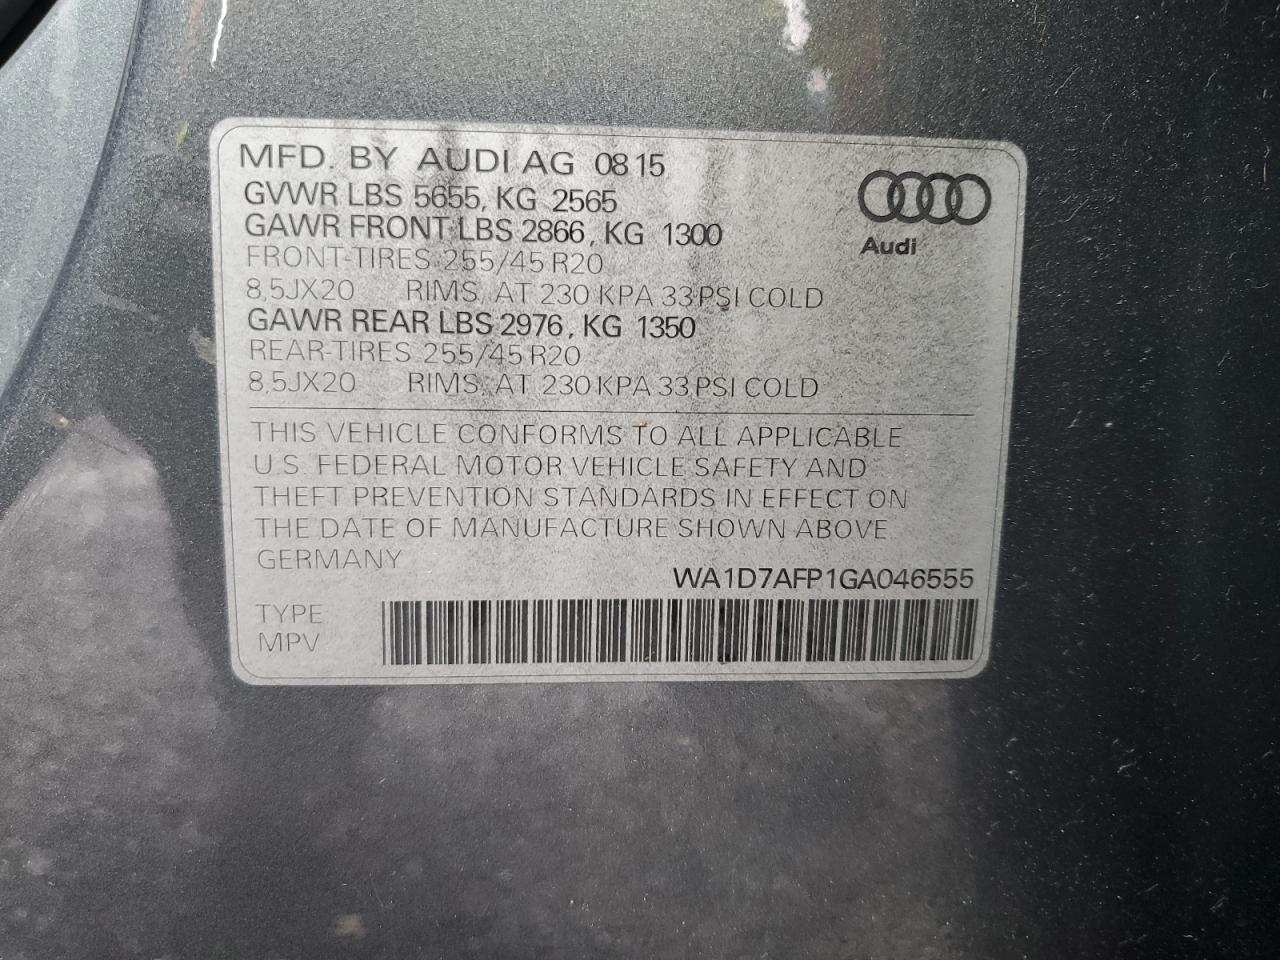 MFD. BY AUDI AG 08 15
GVWR LBS 5655, KG 2565
GAWR FRONT LBS 2866, KG 1300
FRONT-TIRES 255/45 R20
8,5JX20 RIMS, AT 230 KPA 33 PSI COLD
GAWR REAR LBS 2976, KG 1350
REAR-TIRES 255/45 R20
8,5JX20 RIMS, AT 230 KPA 33 PSI COLD
Audi
THIS VEHICLE CONFORMS TO ALL APPLICABLE
U.S. FEDERAL MOTOR VEHICLE SAFETY AND
THEFT PREVENTION STANDARDS IN EFFECT ON
THE DATE OF MANUFACTURE SHOWN ABOVE
GERMANY
WA1D7AFP1GA046555
TYPE
MPV